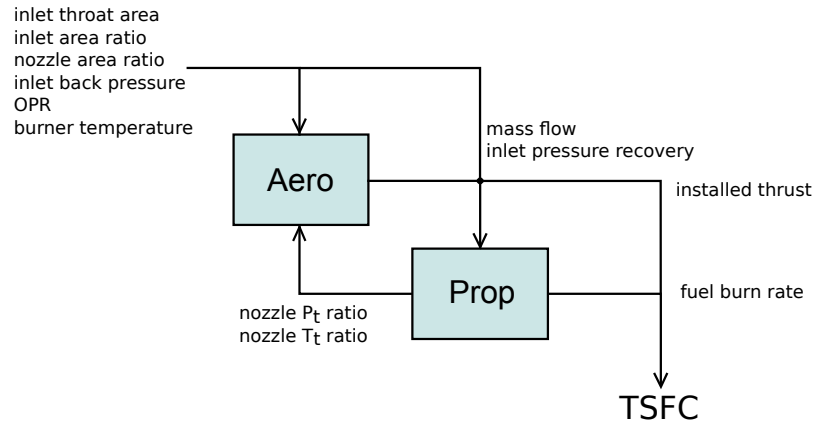 inlet throat area
inlet area ratio
nozzle area ratio
inlet back pressure
OPR
burner temperature
mass flow
inlet pressure recovery
Aero
installed thrust
Prop
fuel burn rate
nozzle Pt ratio
nozzle Tt ratio
TSFC